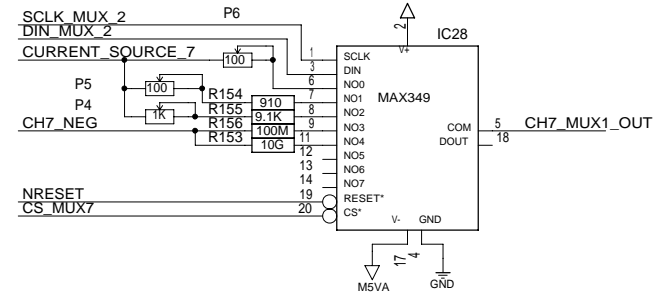 SCLK_MUX_2
P6
DIN_MUX_2
2
IC28
CURRENT_SOURCE_7
100
V+
1 SCLK
3 DIN
6 NO0
P5
100
R154
910
7 NO1
MAX349
P4
1K
R155
9.1K
8 NO2
CH7_NEG
R156
100M
9 NO3
COM 5 CH7_MUX1_OUT
R153
10G
11 NO4
DOUT 18
12 NO5
13 NO6
14 NO7
NRESET
19 RESET*
CS_MUX7
20 CS*
V- GND
17 4
M5VA
GND